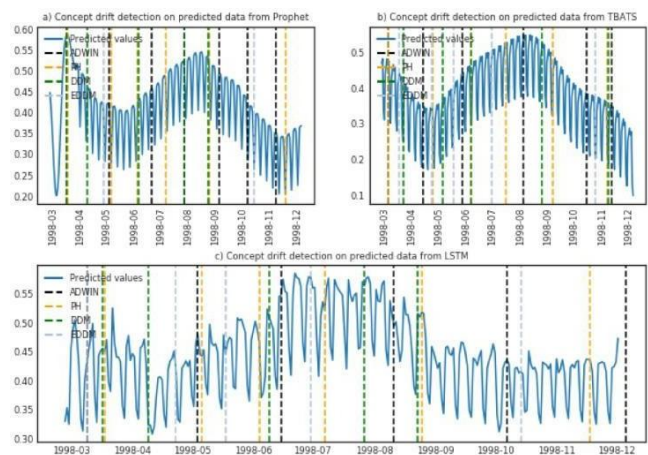 a) Concept drift detection on predicted data from Prophet
0.60
0.55
0.50
0.45
0.40
0.35
0.30
0.25
0.20
Predicted values
ADWIN
PH
DDM
EDDM
1998-03
1998-04
1998-05
1998-06
1998-07
1998-08
1998-09
1998-10
1998-11
1998-12
b) Concept drift detection on predicted data from TBATS
0.5
0.4
0.3
0.2
0.1
Predicted values
ADWIN
PH
DDM
EDDM
1998-03
1998-04
1998-05
1998-06
1998-07
1998-08
1998-09
1998-10
1998-11
1998-12
c) Concept drift detection on predicted data from LSTM
0.55
0.50
0.45
0.40
0.35
0.30
Predicted values
ADWIN
PH
DDM
EDDM
1998-03 1998-04 1998-05 1998-06 1998-07 1998-08 1998-09 1998-10 1998-11 1998-12